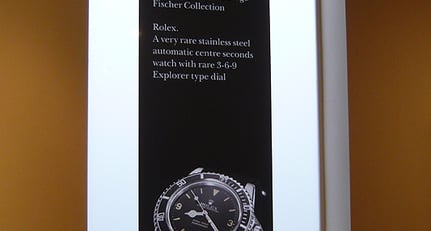 Fischer Collection
Rolex.
A very rare stainless steel
automatic centre seconds
watch with rare 3-6-9
Explorer type dial
ROLEX